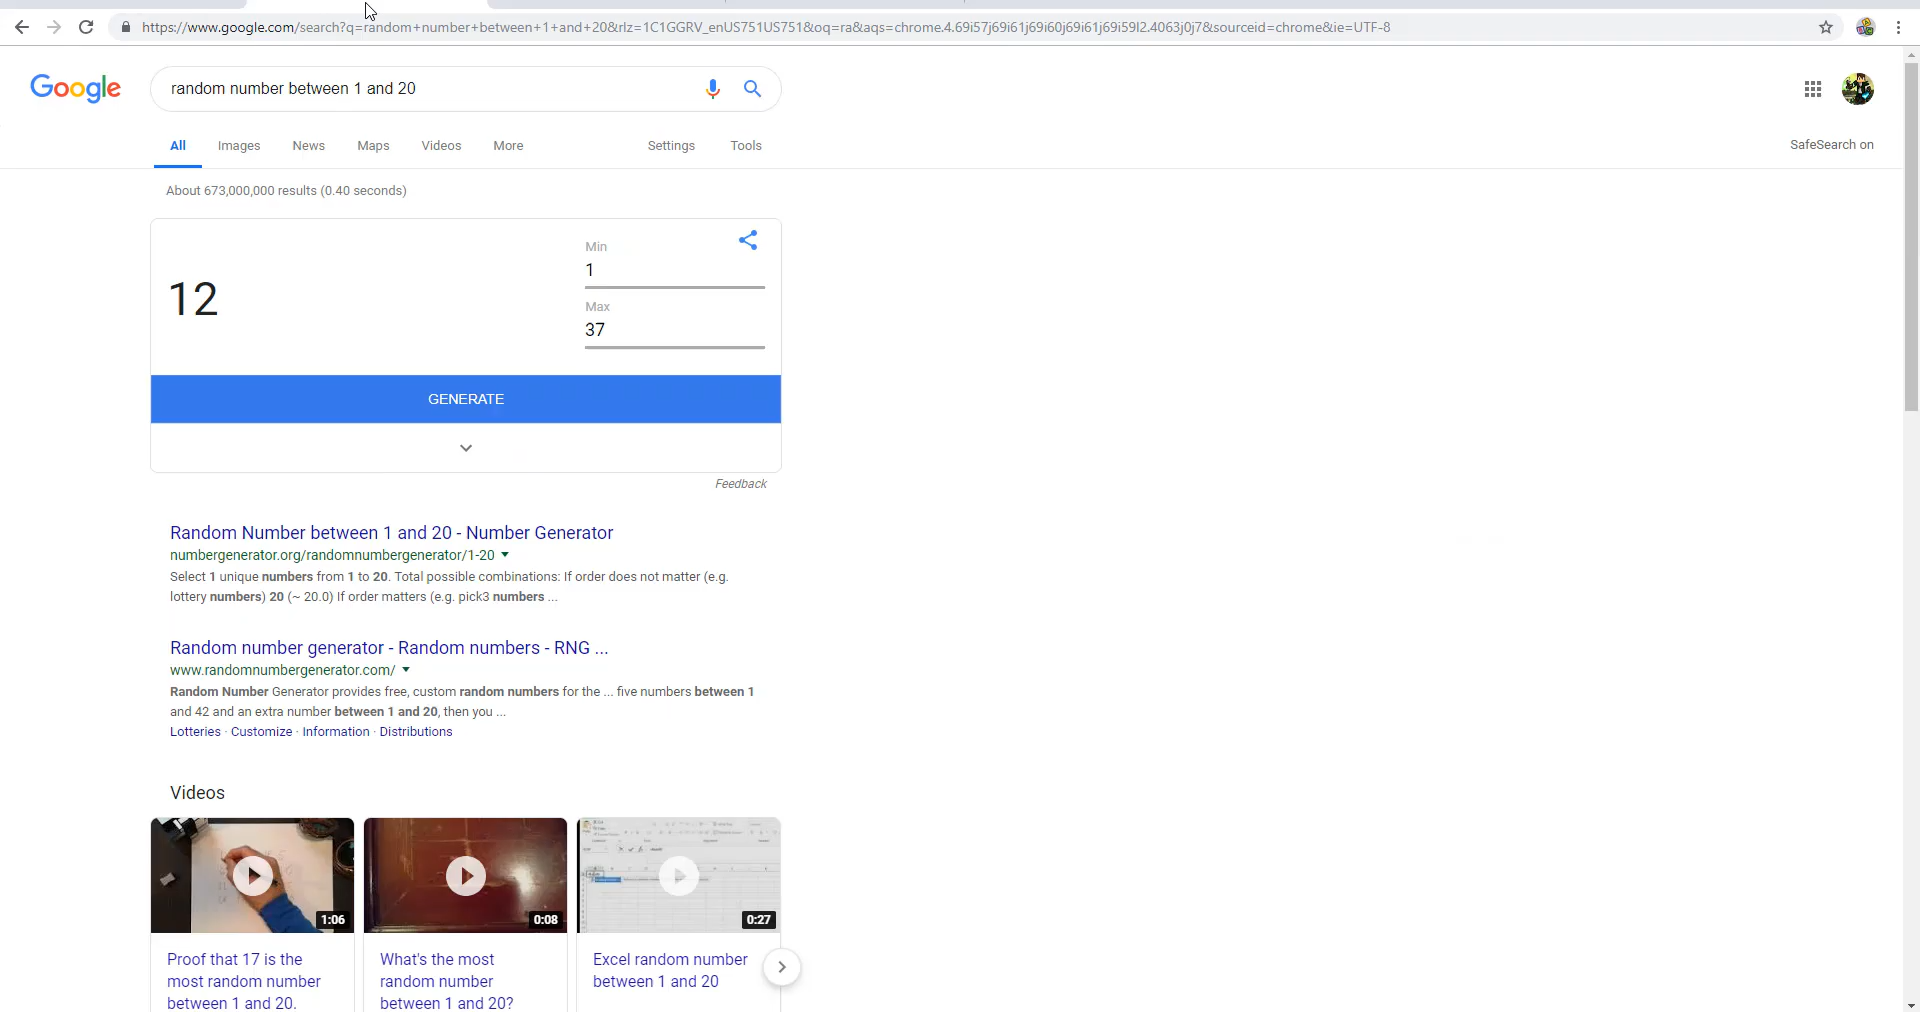 https://www.google.com/search?q=random+number+between+1+and+20&rlz=1C1GGRV_enUS751US751&oq=ra&aqs=chrome.4.69i57j69i61j69i60j69i61j69i59l2.4063j0j7&sourceid=chrome&ie=UTF-8
Google
random number between 1 and 20
All Images News Maps Videos More Settings Tools
SafeSearch on
About 673,000,000 results (0.40 seconds)
Min
1
12
Max
37
GENERATE
Feedback
Random Number between 1 and 20 - Number Generator
numbergenerator.org/randomnumbergenerator/1-20
Select 1 unique numbers from 1 to 20. Total possible combinations: If order does not matter (e.g.
lottery numbers) 20 (~ 20.0) If order matters (e.g. pick3 numbers ...
Random number generator - Random numbers - RNG ...
www.randomnumbergenerator.com/
Random Number Generator provides free, custom random numbers for the ... five numbers between 1
and 42 and an extra number between 1 and 20, then you ...
Lotteries · Customize · Information · Distributions
Videos
1:06
0:08
0:27
Proof that 17 is the
most random number
between 1 and 20.
What's the most
random number
between 1 and 20?
Excel random number
between 1 and 20